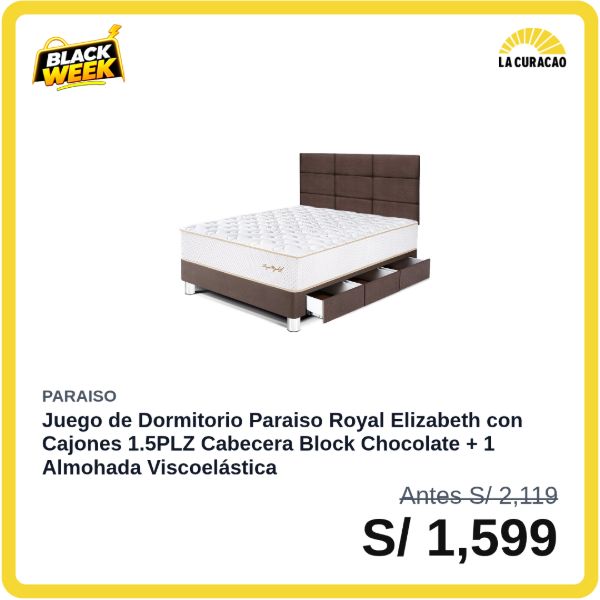 BLACK
WEEK
LA CURACAO
PARAISO
Juego de Dormitorio Paraiso Royal Elizabeth con
Cajones 1.5PLZ Cabecera Block Chocolate + 1
Almohada Viscoelástica
Antes S/ 2,119
S/ 1,599